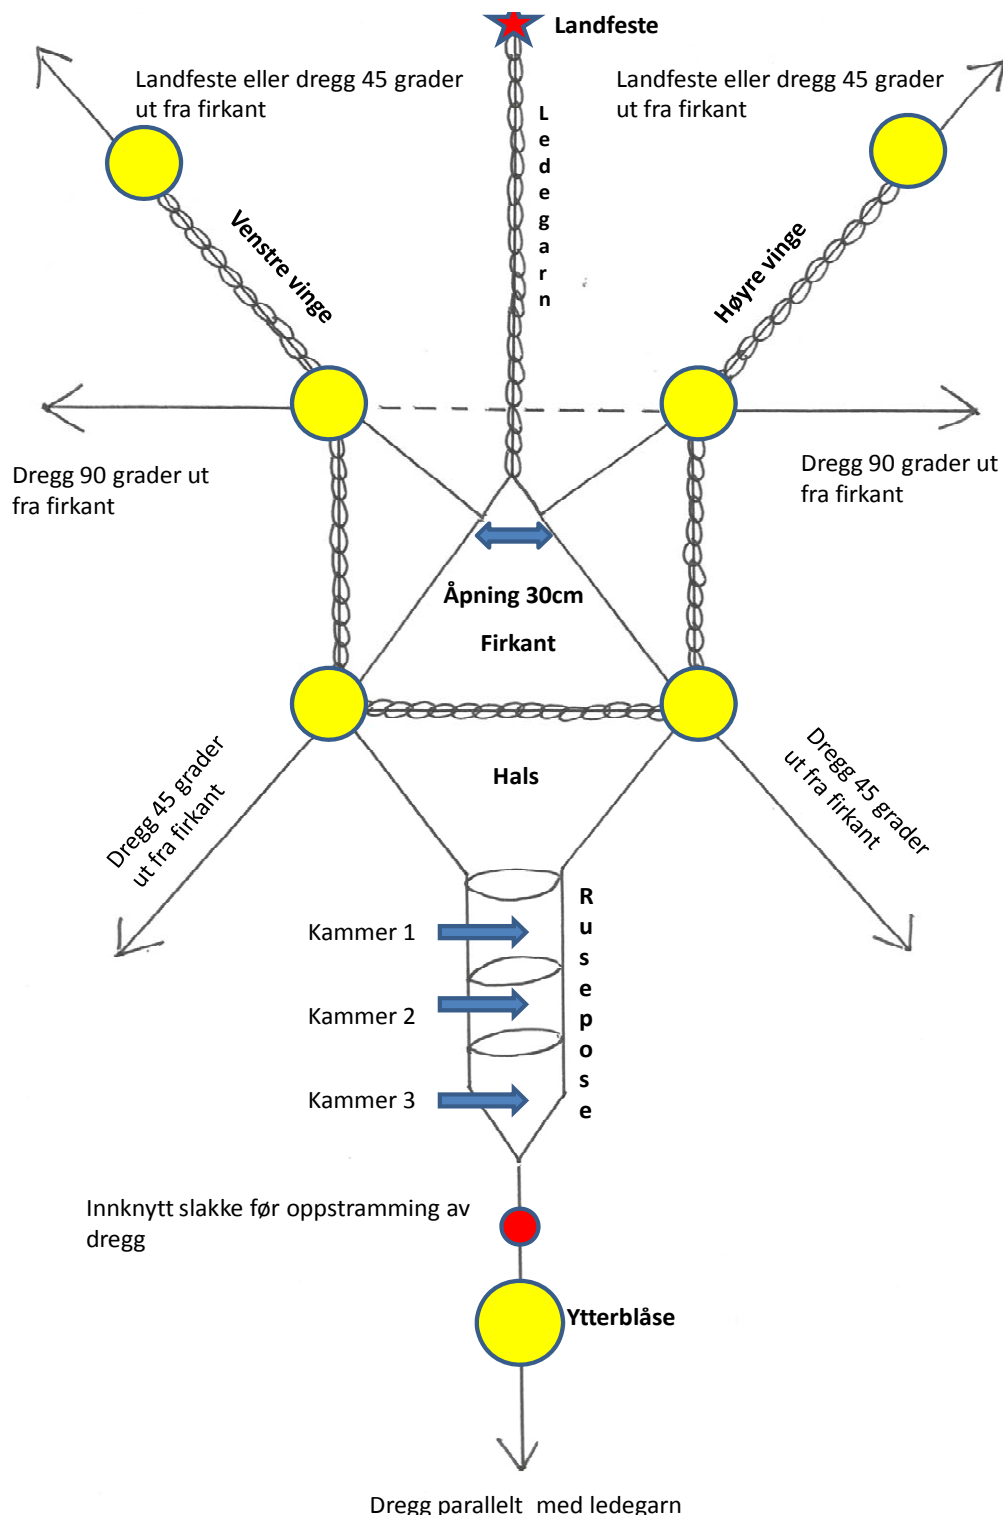 Landfeste
Landfeste eller dregg 45 grader
ut fra firkant
Ledegarn
Landfeste eller dregg 45 grader
ut fra firkant
Venstre vinge
Høyre vinge
Dregg 90 grader ut
fra firkant
Dregg 90 grader ut
fra firkant
Åpning 30cm
Firkant
Hals
Dregg 45 grader
ut fra firkant
Dregg 45 grader
ut fra firkant
Rusepose
Kammer 1
Kammer 2
Kammer 3
Innknytt slakke før oppstramming av
dregg
Ytterblåse
Dregg parallelt med ledegarn